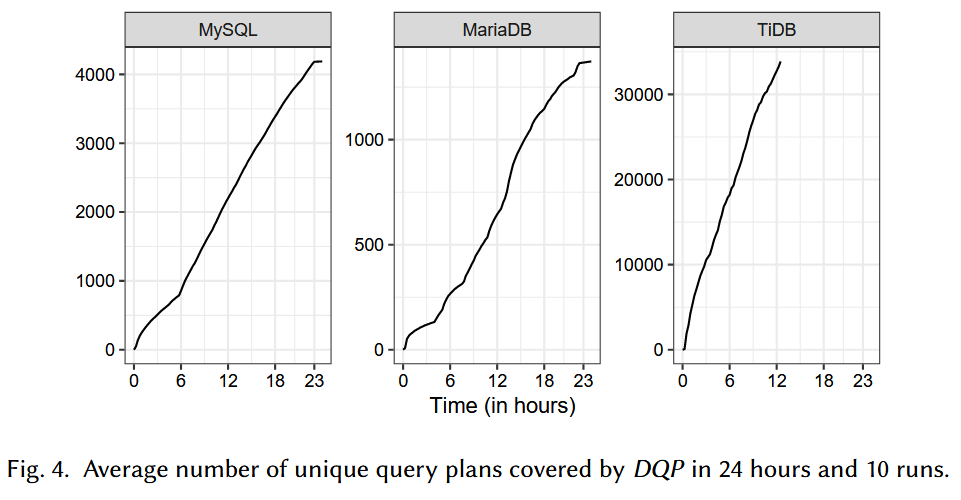 MySQL
MariaDB
TiDB
4000
3000
2000
1000
0
1000
500
0
30000
20000
10000
0
0 6 12 18 23
0 6 12 18 23
0 6 12 18 23
Time (in hours)
Fig. 4. Average number of unique query plans covered by DQP in 24 hours and 10 runs.